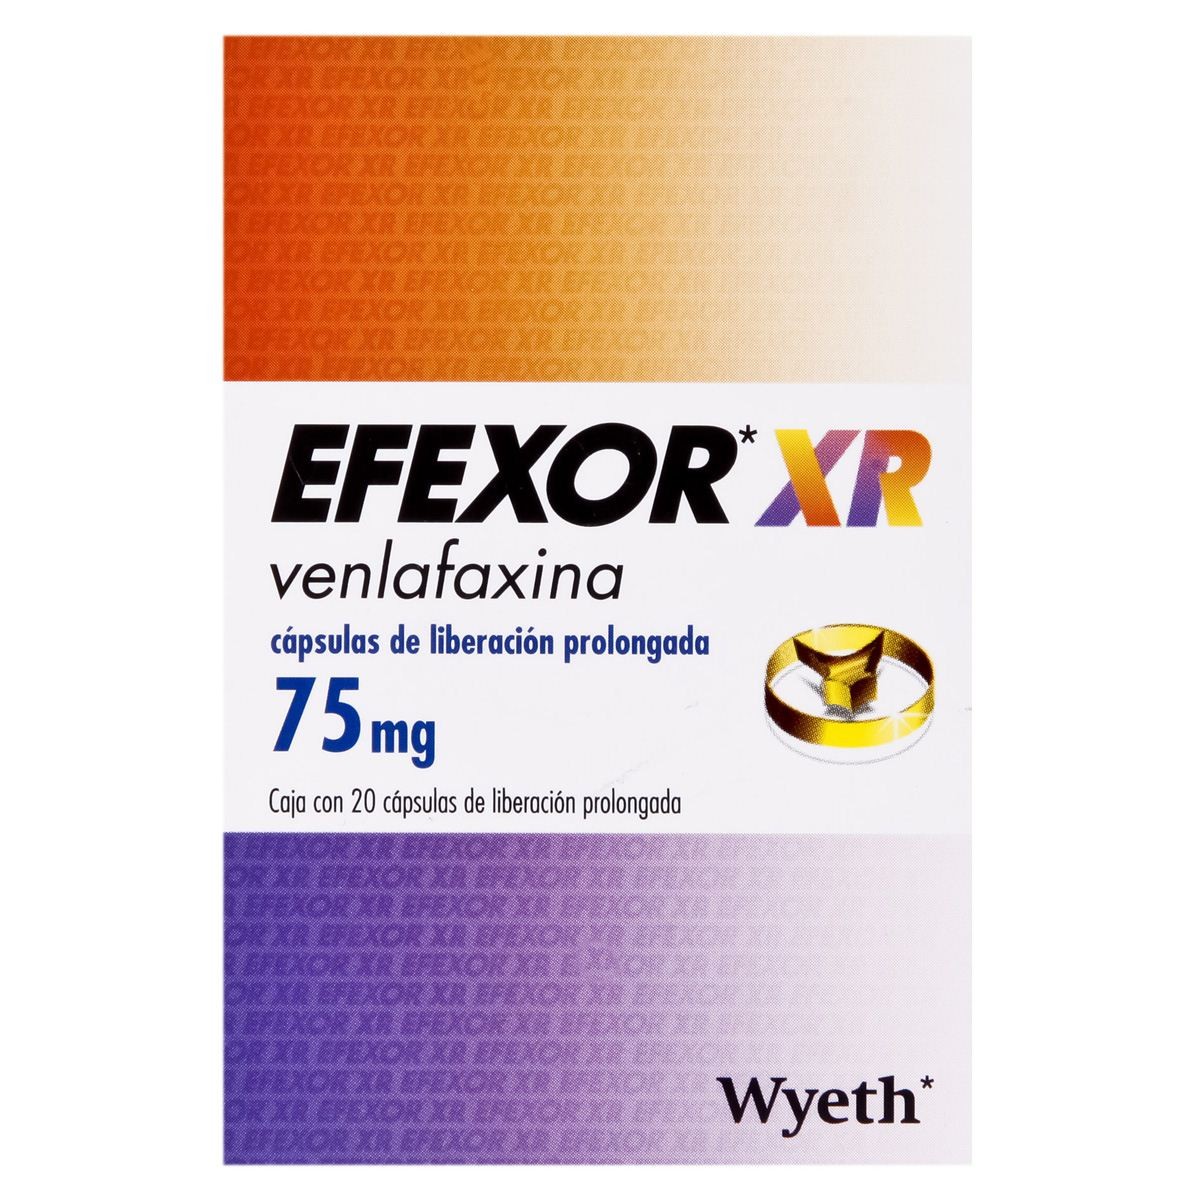 EFEXOR* XR
venlafaxina
cápsulas de liberación prolongada
75 mg
Caja con 20 cápsulas de liberación prolongada
Wyeth*